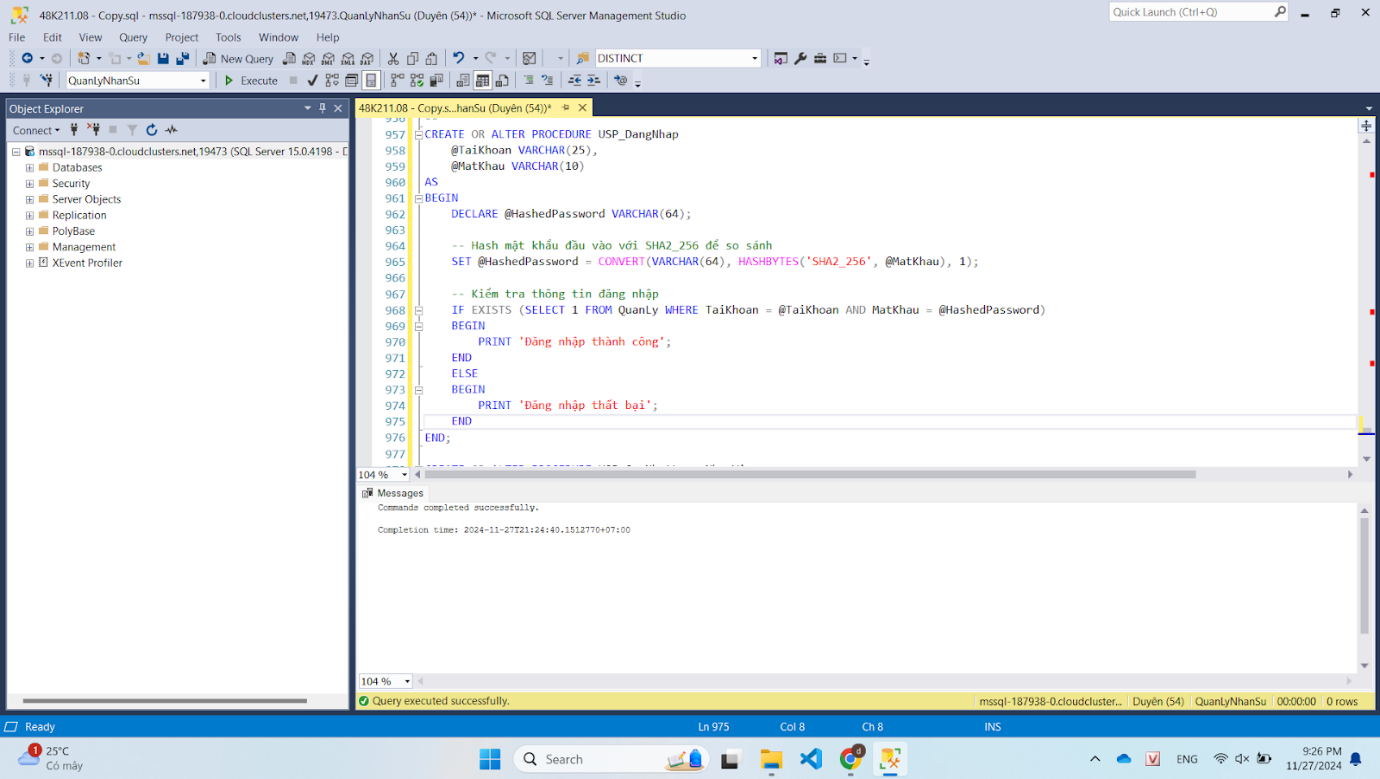 48K211.08 - Copy.sql - mssql-187938-0.cloudclusters.net,19473.QuanLyNhanSu (Duyên (54))* - Microsoft SQL Server Management Studio
Quick Launch (Ctrl+Q)
File Edit View Query Project Tools Window Help
New Query
DISTINCT
QuanLyNhanSu
Execute
Object Explorer
Connect
mssql-187938-0.cloudclusters.net,19473 (SQL Server 15.0.4198 -
Databases
Security
Server Objects
Replication
PolyBase
Management
XEvent Profiler
48K211.08 - Copy.s...hanSu (Duyên (54))*
956 --
957 CREATE OR ALTER PROCEDURE USP_DangNhap
958 @TaiKhoan VARCHAR(25),
959 @MatKhau VARCHAR(10)
960 AS
961 BEGIN
962 DECLARE @HashedPassword VARCHAR(64);
963
964 -- Hash mật khẩu đầu vào với SHA2_256 để so sánh
965 SET @HashedPassword = CONVERT(VARCHAR(64), HASHBYTES('SHA2_256', @MatKhau), 1);
966
967 -- Kiểm tra thông tin đăng nhập
968 IF EXISTS (SELECT 1 FROM QuanLy WHERE TaiKhoan = @TaiKhoan AND MatKhau = @HashedPassword)
969 BEGIN
970 PRINT 'Đăng nhập thành công';
971 END
972 ELSE
973 BEGIN
974 PRINT 'Đăng nhập thất bại';
975 END
976 END;
977
104 %
Messages
Commands completed successfully.
Completion time: 2024-11-27T21:24:40.1512770+07:00
104 %
Query executed successfully.
mssql-187938-0.cloudcluster... Duyên (54) QuanLyNhanSu 00:00:00 0 rows
Ready Ln 975 Col 8 Ch 8 INS
1
25°C
Có mây
Search
d
V
ENG
9:26 PM
11/27/2024